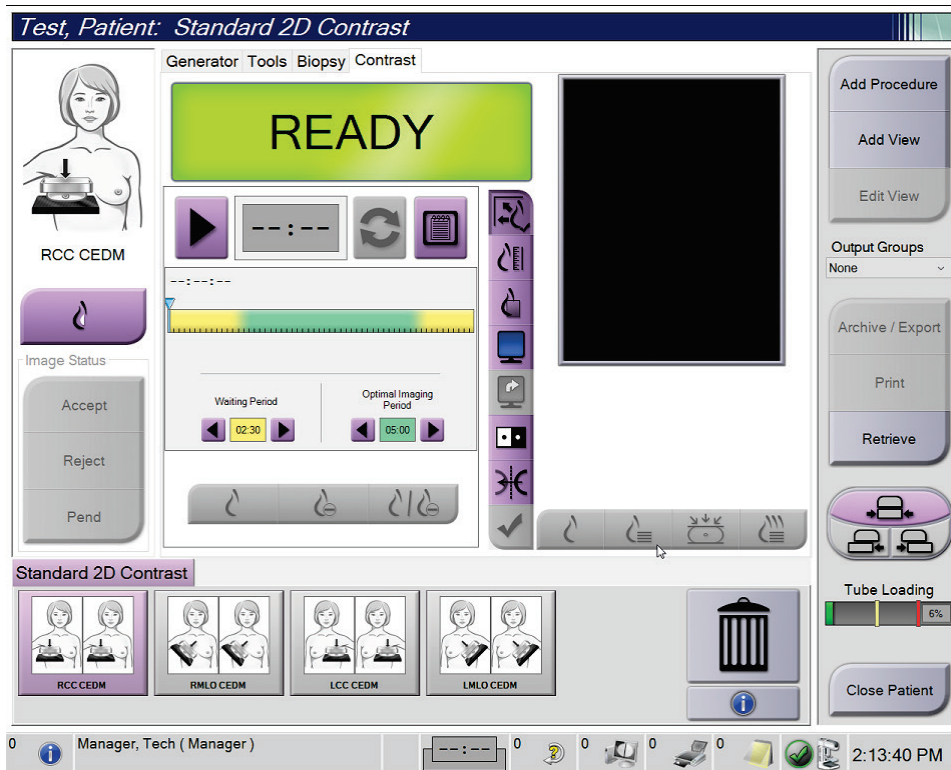 Test, Patient: Standard 2D Contrast
Generator Tools Biopsy Contrast
READY
--:--
--:--:--
Waiting Period
Optimal Imaging
Period
02:30
05:00
RCC CEDM
Image Status
Accept
Reject
Pend
Add Procedure
Add View
Edit View
Output Groups
None
Archive / Export
Print
Retrieve
Tube Loading
6%
Close Patient
Standard 2D Contrast
RCC CEDM
RMLO CEDM
LCC CEDM
LMLO CEDM
0
Manager, Tech ( Manager )
--:--
0
0
0
0
2:13:40 PM